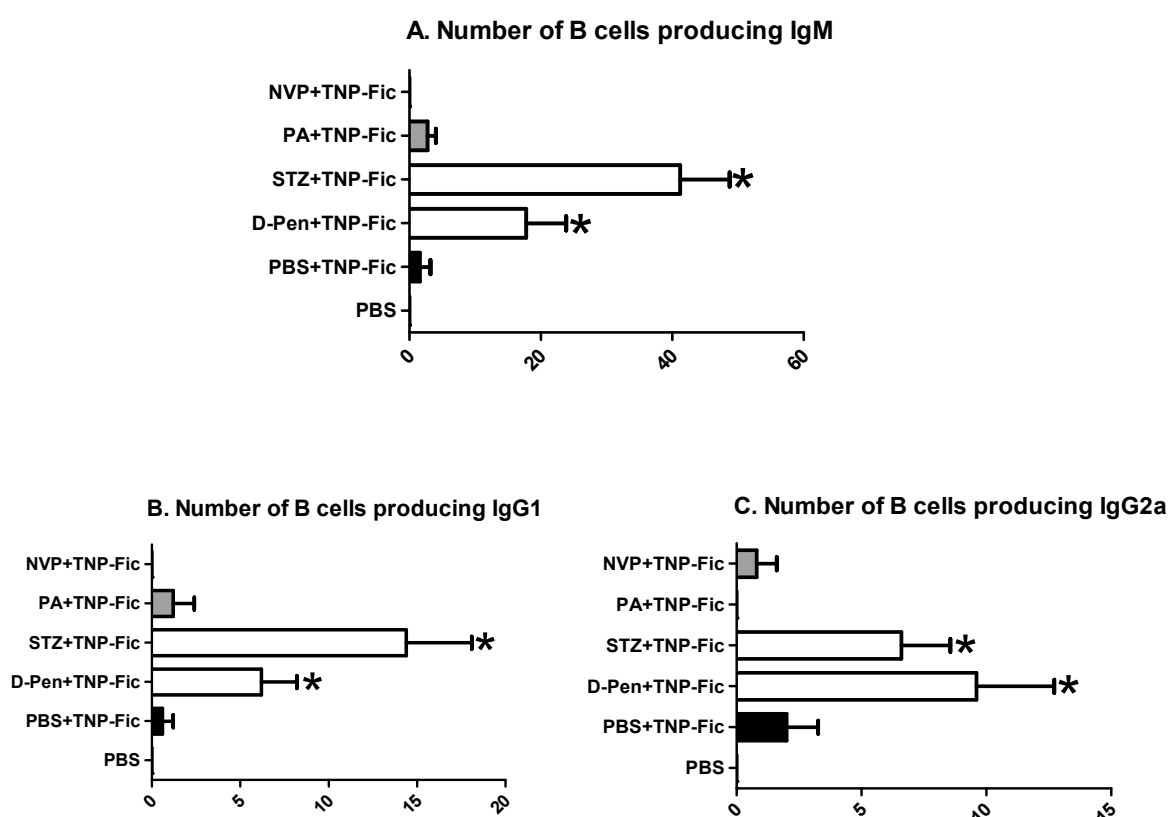 A. Number of B cells producing IgM
NVP+TNP-Fic
PA+TNP-Fic
STZ+TNP-Fic
*
D-Pen+TNP-Fic
*
PBS+TNP-Fic
PBS
0 20 40 60
B. Number of B cells producing IgG1
NVP+TNP-Fic
PA+TNP-Fic
STZ+TNP-Fic
*
D-Pen+TNP-Fic
*
PBS+TNP-Fic
PBS
0 5 10 15 20
C. Number of B cells producing IgG2a
NVP+TNP-Fic
PA+TNP-Fic
STZ+TNP-Fic
*
D-Pen+TNP-Fic
*
PBS+TNP-Fic
PBS
0 5 10 15